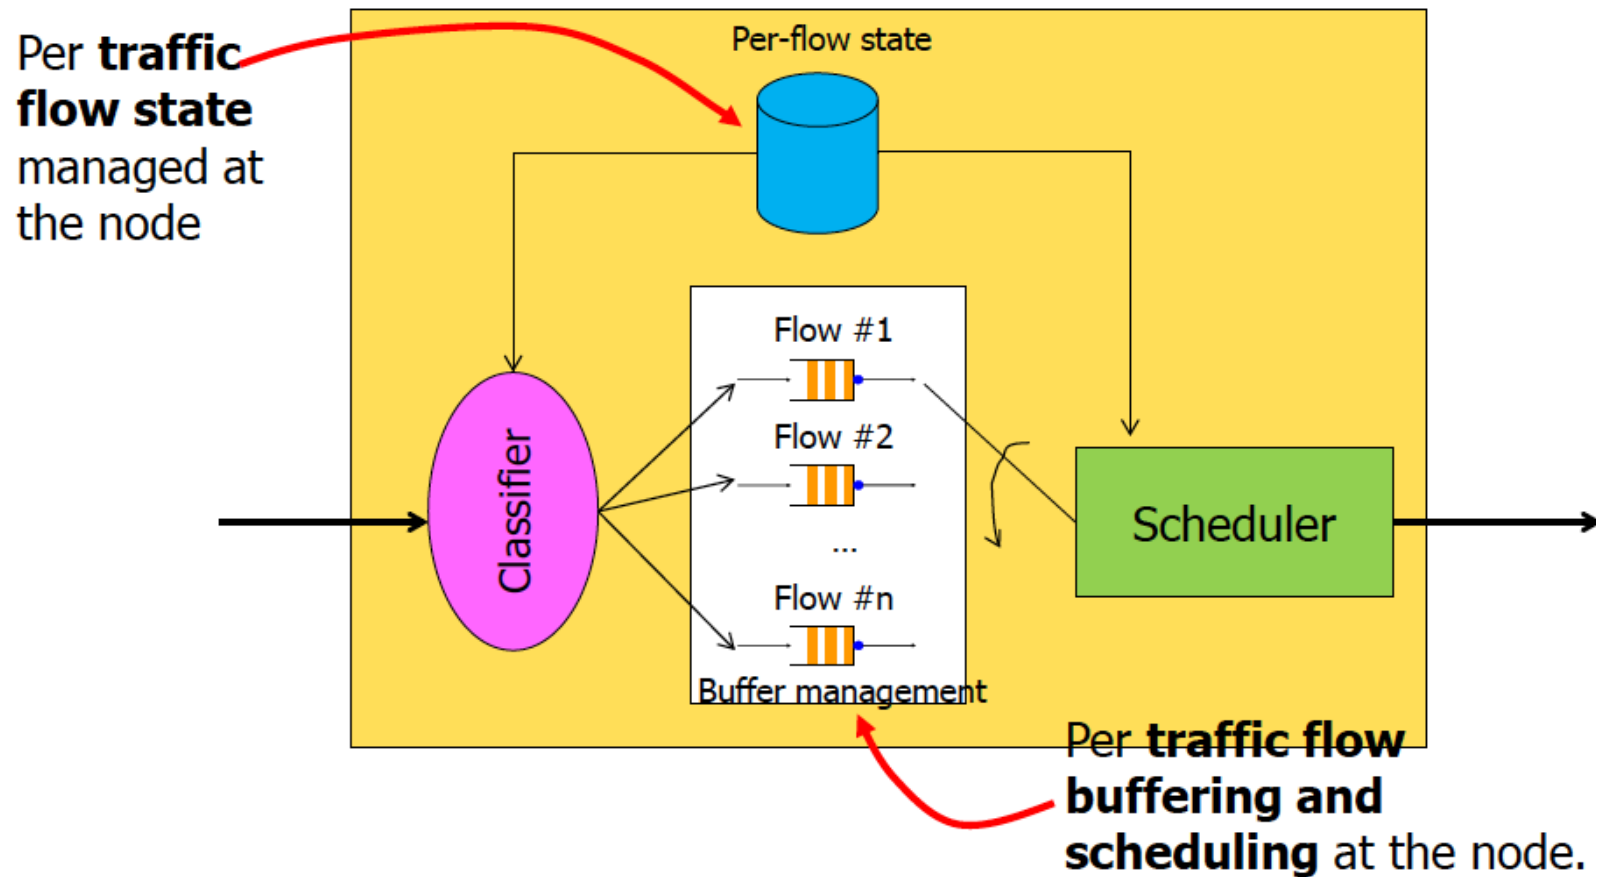 Per traffic
flow state
managed at
the node
Per-flow state
Classifier
Flow #1
Flow #2
...
Flow #n
Buffer management
Scheduler
Per traffic flow
buffering and
scheduling at the node.